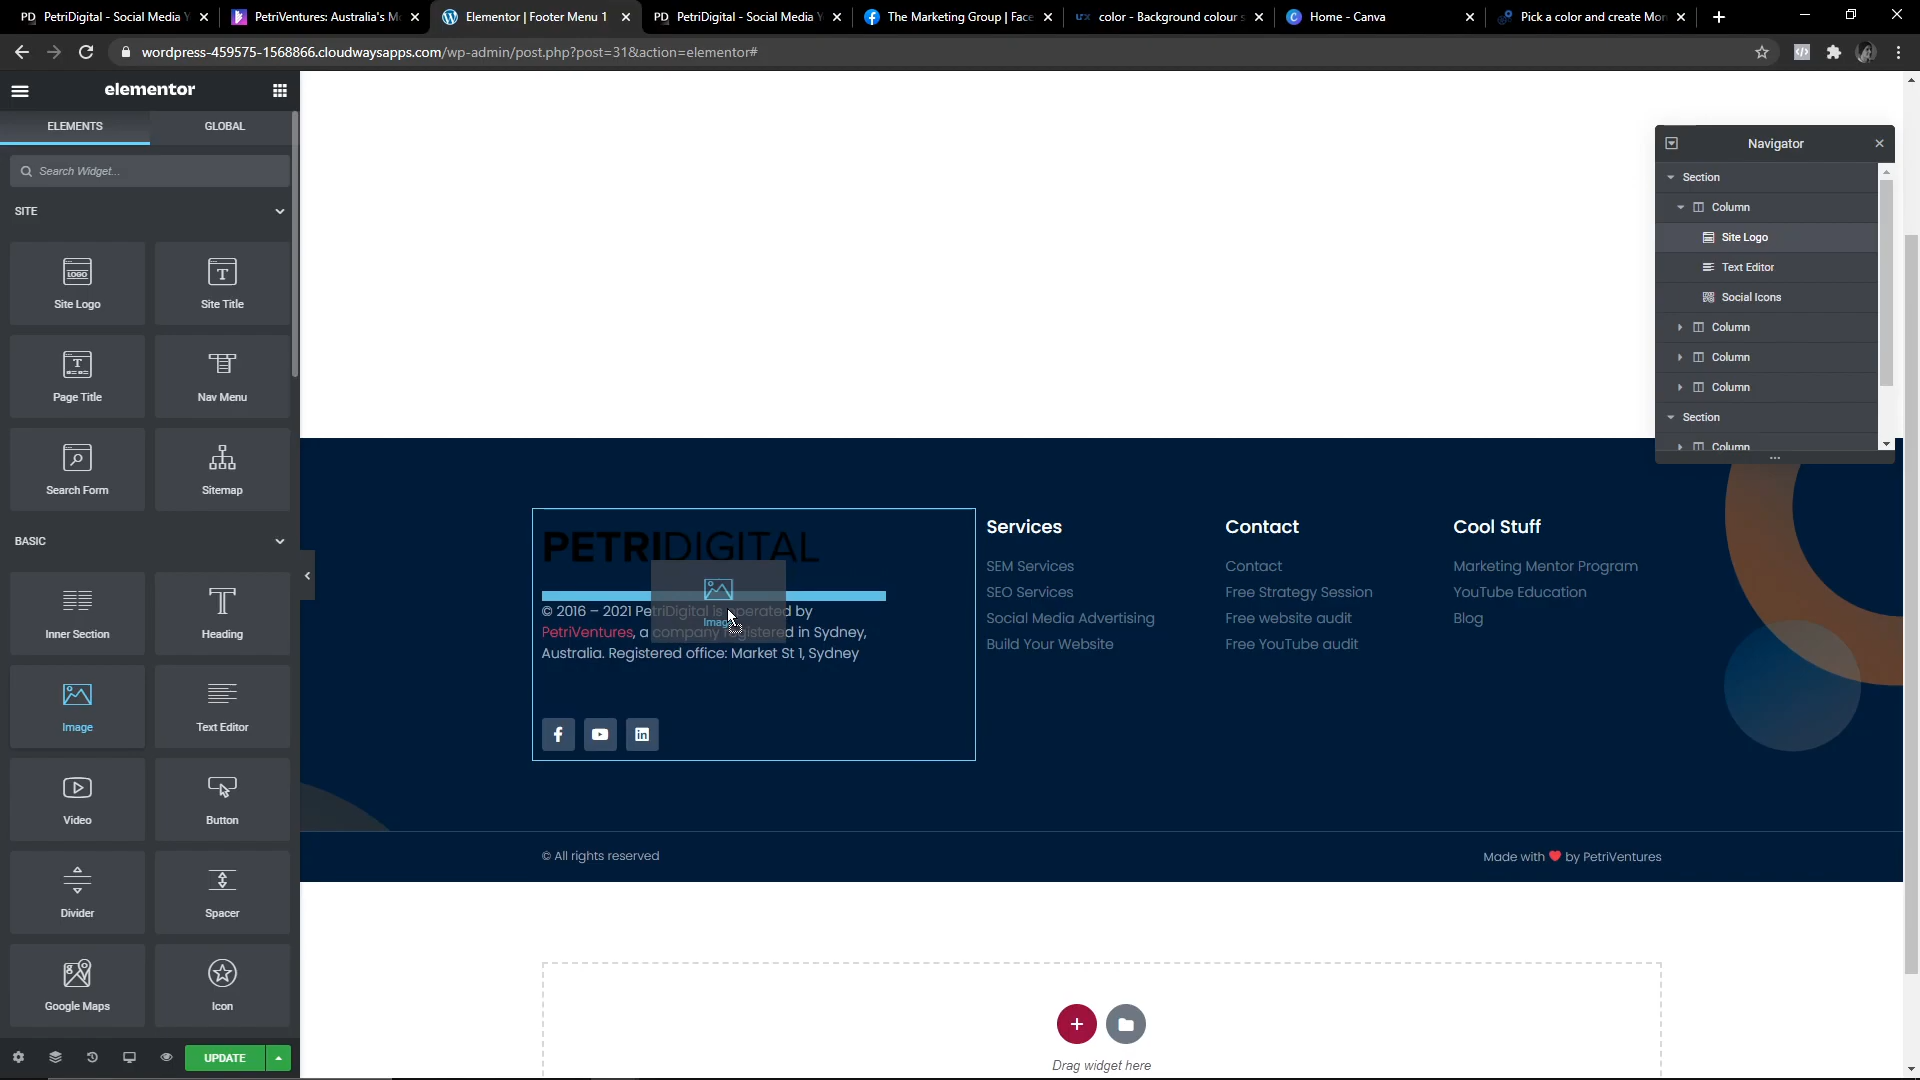 PetriDigital - Social Media Y
PetriVentures: Australia's Mo
Elementor | Footer Menu 1
PetriDigital - Social Media Y
The Marketing Group | Face
color - Background colour s
Home - Canva
Pick a color and create Mon
wordpress-459575-1568866.cloudwaysapps.com/wp-admin/post.php?post=31&action=elementor#
elementor
ELEMENTS
GLOBAL
Search Widget...
SITE
LOGO
Site Logo
Site Title
Page Title
Nav Menu
Search Form
Sitemap
BASIC
Inner Section
Heading
Image
Text Editor
Video
Button
Divider
Spacer
Google Maps
Icon
UPDATE
Navigator
Section
Column
Site Logo
Text Editor
Social Icons
Column
Column
Column
Section
Column
PETRIDIGITAL
© 2016 – 2021 PetriDigital is operated by
PetriVentures, a company registered in Sydney,
Australia. Registered office: Market St 1, Sydney
Image
Services
SEM Services
SEO Services
Social Media Advertising
Build Your Website
Contact
Contact
Free Strategy Session
Free website audit
Free YouTube audit
Cool Stuff
Marketing Mentor Program
YouTube Education
Blog
© All rights reserved
Made with ❤ by PetriVentures
Drag widget here